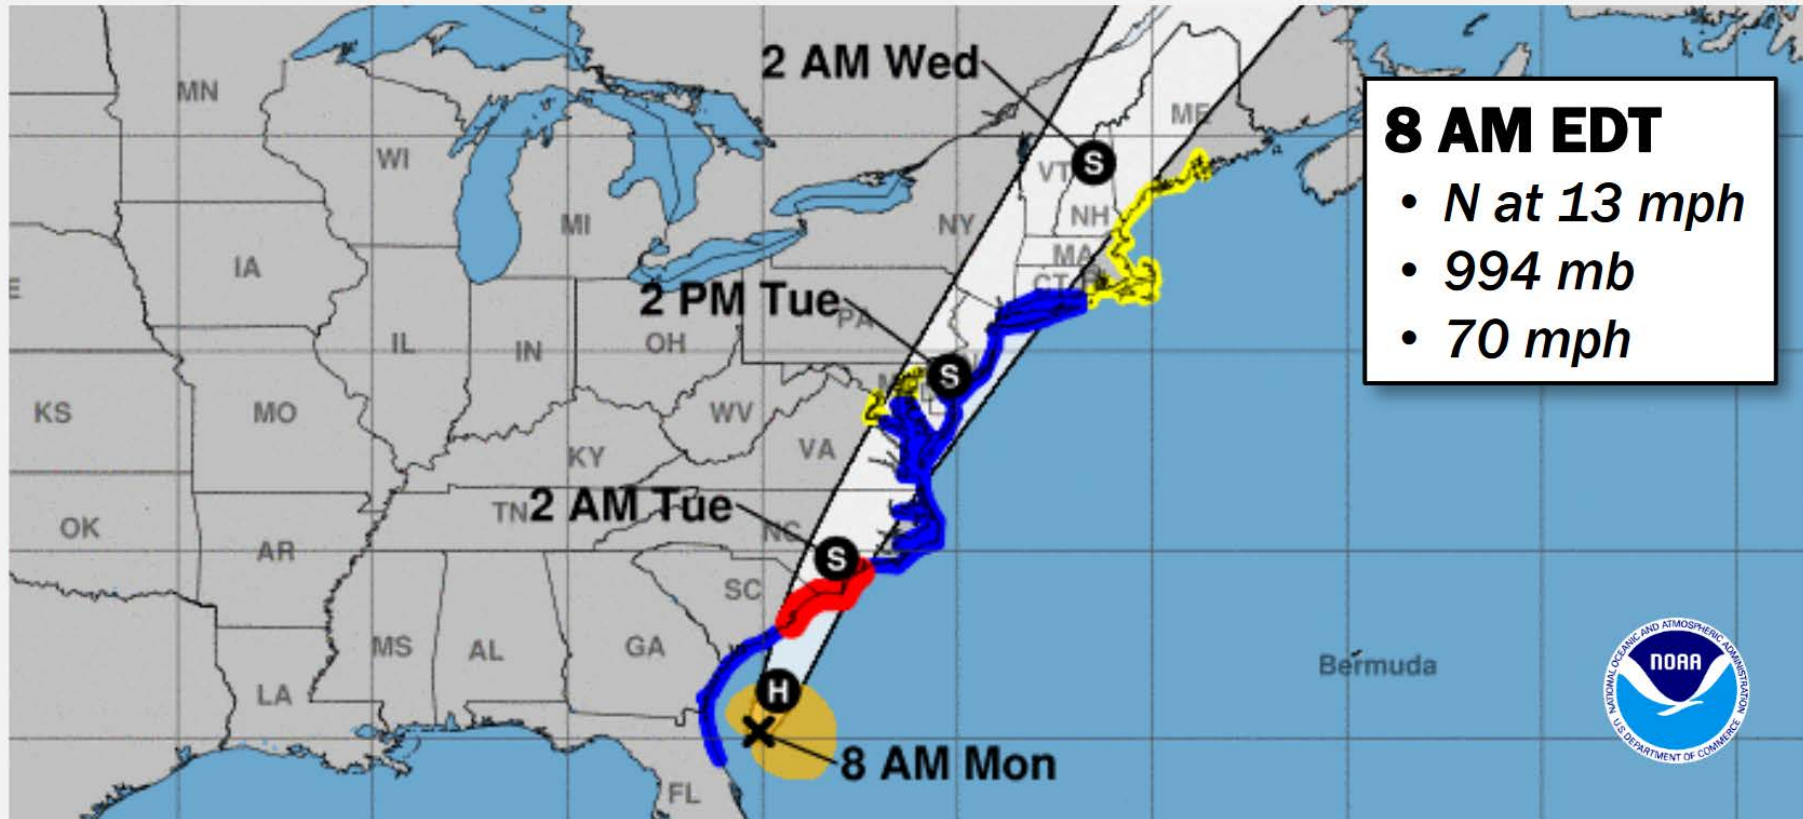 2 AM Wed
8 AM EDT
• N at 13 mph
• 994 mb
• 70 mph
MN
ME
WI
S
VT
MI
NY
NH
IA
MA
CT
2 PM Tue
PA
IL
IN
OH
S
KS
MO
WV
VA
KY
2 AM Tue
TN
NC
OK
AR
S
SC
MS
AL
GA
Bermuda
LA
H
8 AM Mon
FL
NATIONAL OCEANIC AND ATMOSPHERIC ADMINISTRATION
NOAA
U.S. DEPARTMENT OF COMMERCE